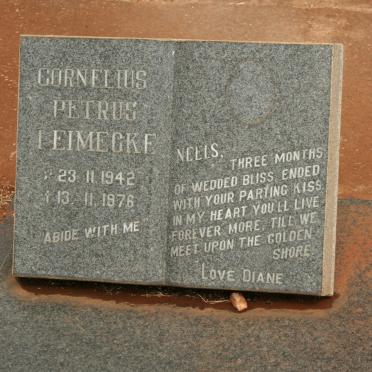 CORNELIUS
PETRUS
LEIMECKE
* 23. 11. 1942
† 13. 11. 1976
ABIDE WITH ME
NEELS,
THREE MONTHS
OF WEDDED BLISS, ENDED
WITH YOUR PARTING KISS.
IN MY HEART YOU'LL LIVE
FOREVER MORE, TILL WE
MEET UPON THE GOLDEN
SHORE.
LOVE DIANE